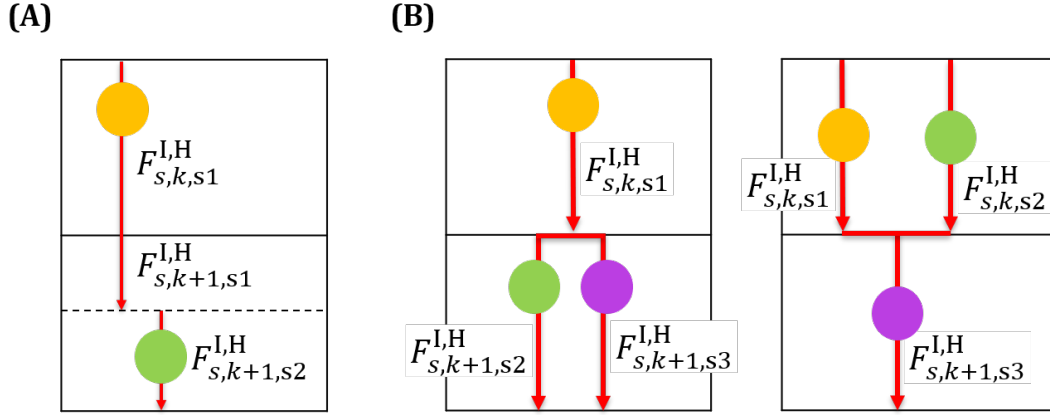 (A)
F^{I,H}_{s,k,s1}
F^{I,H}_{s,k+1,s1}
F^{I,H}_{s,k+1,s2}
(B)
F^{I,H}_{s,k,s1}
F^{I,H}_{s,k+1,s2}
F^{I,H}_{s,k+1,s3}
F^{I,H}_{s,k,s1}
F^{I,H}_{s,k,s2}
F^{I,H}_{s,k+1,s3}